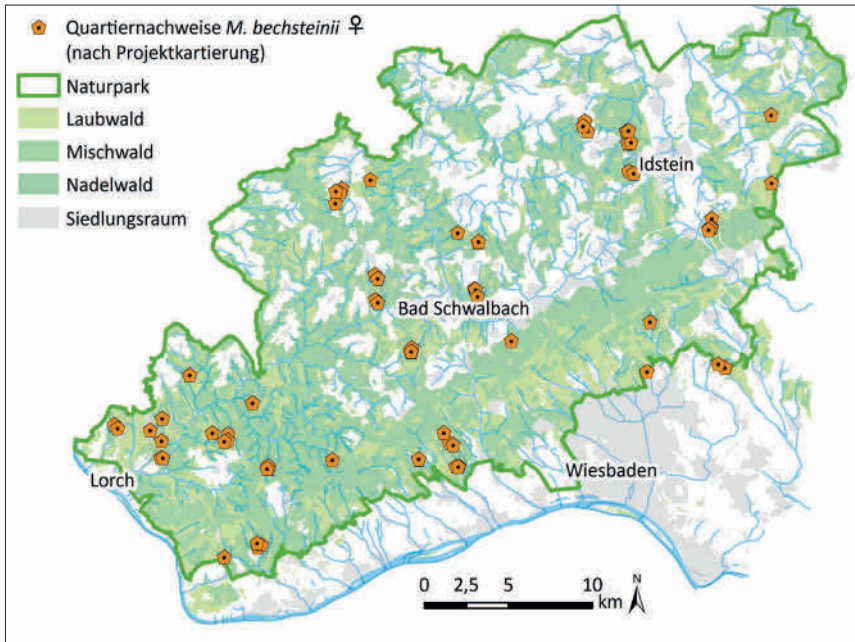 Quartiernachweise M. bechsteinii ♀
(nach Projektkartierung)
Naturpark
Laubwald
Mischwald
Nadelwald
Siedlungsraum
Idstein
Bad Schwalbach
Lorch
Wiesbaden
0 2,5 5 10
km
N